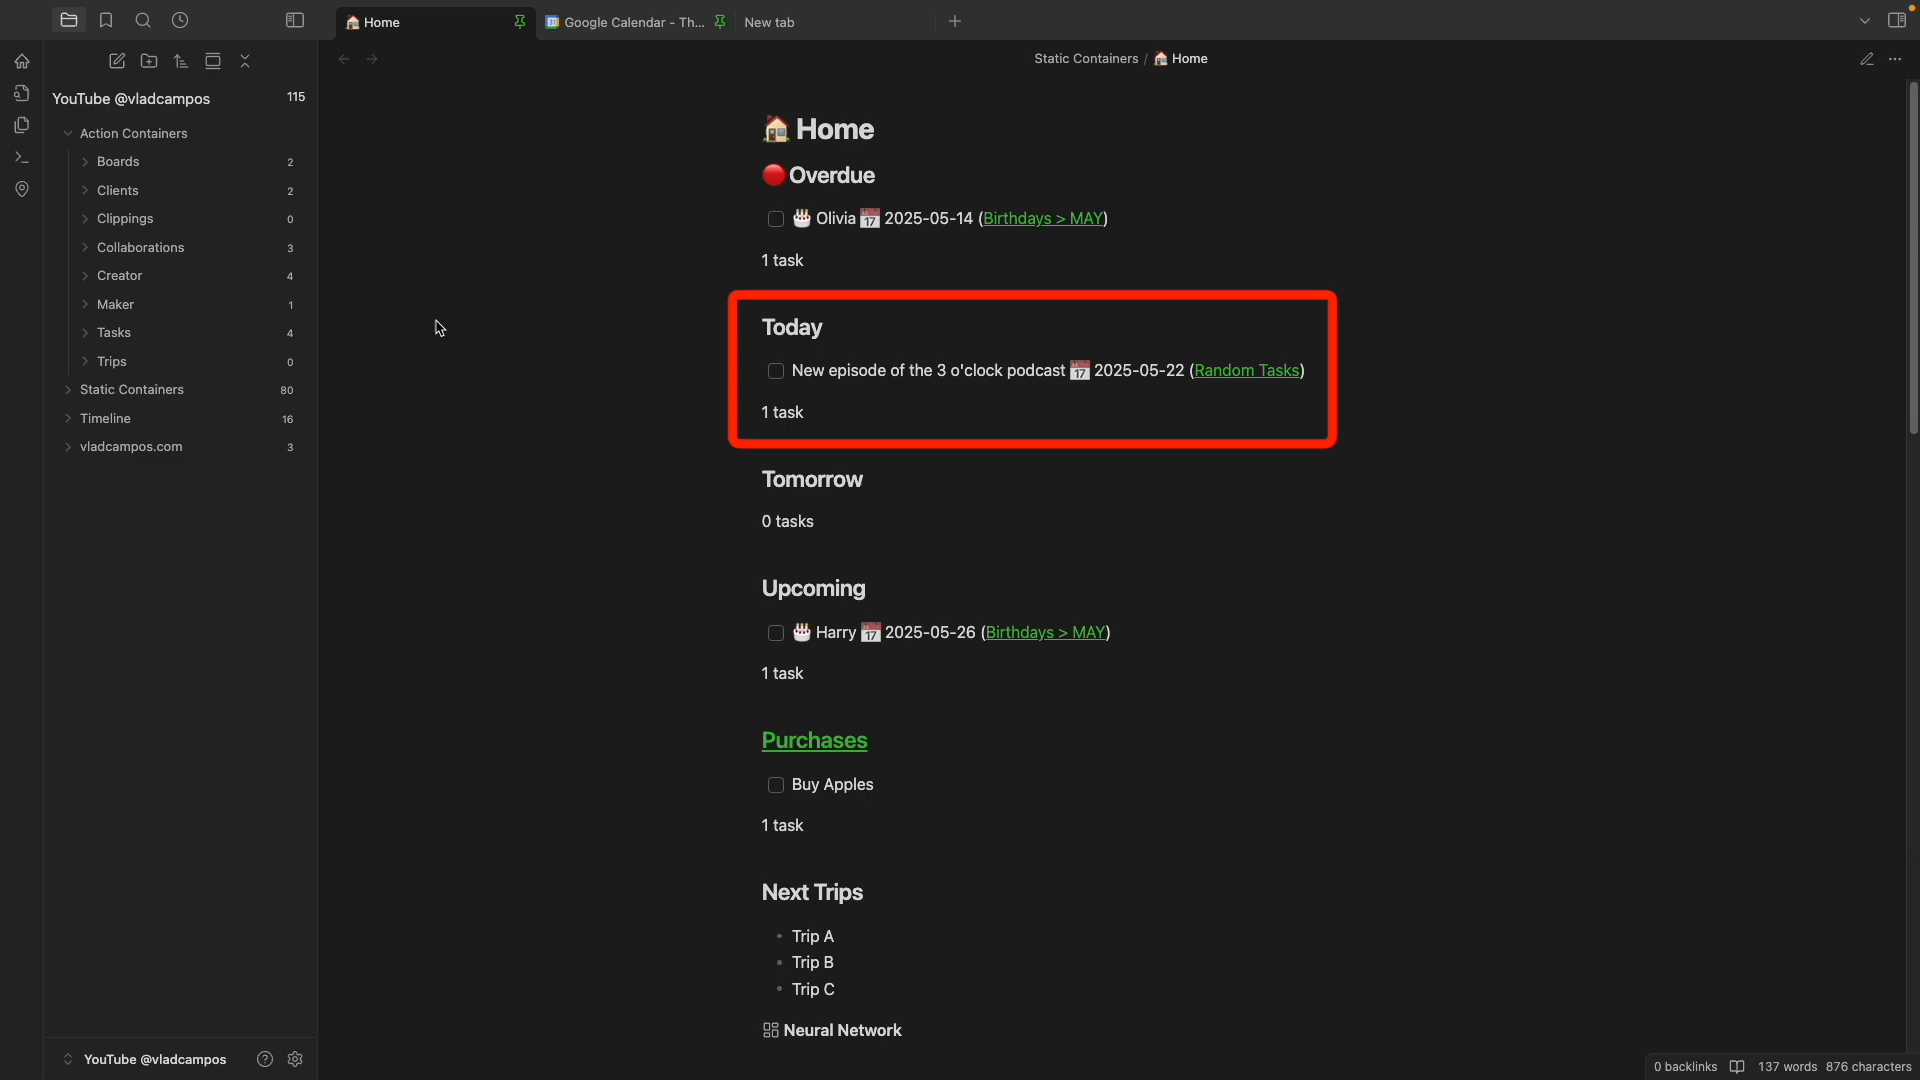 Home
Google Calendar - Th...
New tab
Static Containers / Home
YouTube @vladcampos 115
Action Containers
Boards 2
Clients 2
Clippings 0
Collaborations 3
Creator 4
Maker 1
Tasks 4
Trips 0
Static Containers 80
Timeline 16
vladcampos.com 3
YouTube @vladcampos
🏠 Home
🔴 Overdue
🎂 Olivia 📅 2025-05-14 (Birthdays > MAY)
1 task
Today
New episode of the 3 o'clock podcast 📅 2025-05-22 (Random Tasks)
1 task
Tomorrow
0 tasks
Upcoming
🎂 Harry 📅 2025-05-26 (Birthdays > MAY)
1 task
Purchases
Buy Apples
1 task
Next Trips
Trip A
Trip B
Trip C
Neural Network
0 backlinks 137 words 876 characters